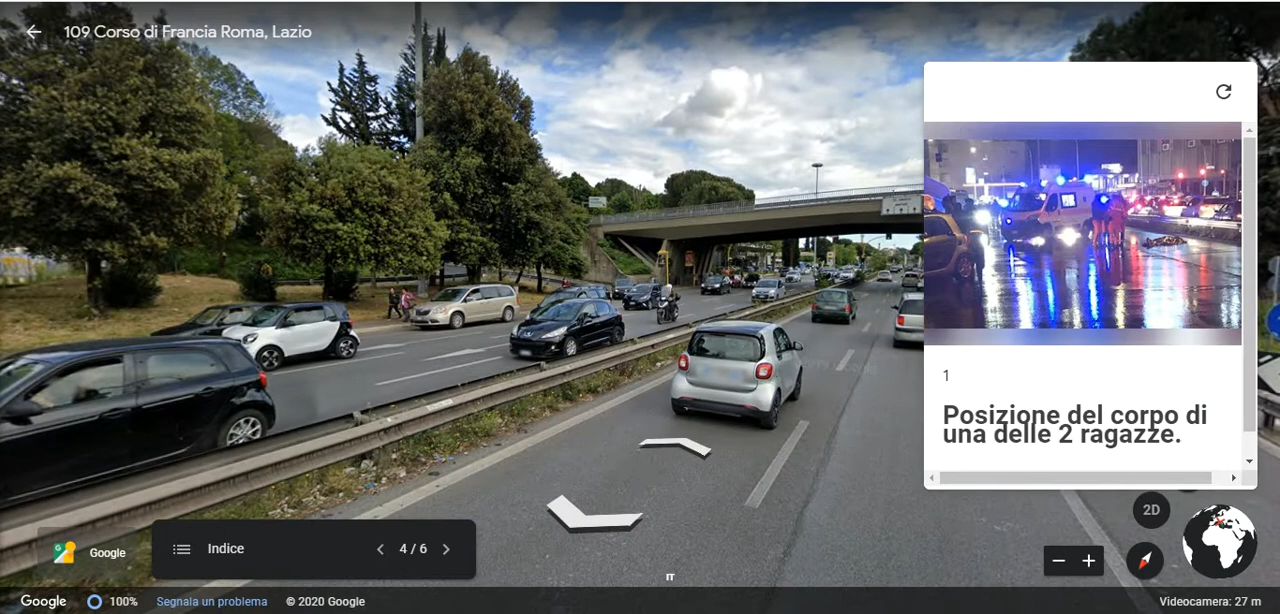 109 Corso di Francia Roma, Lazio
1
Posizione del corpo di
una delle 2 ragazze.
2D
Google
Indice
4 / 6
IT
Google
100%
Segnala un problema
© 2020 Google
Videocamera: 27 m